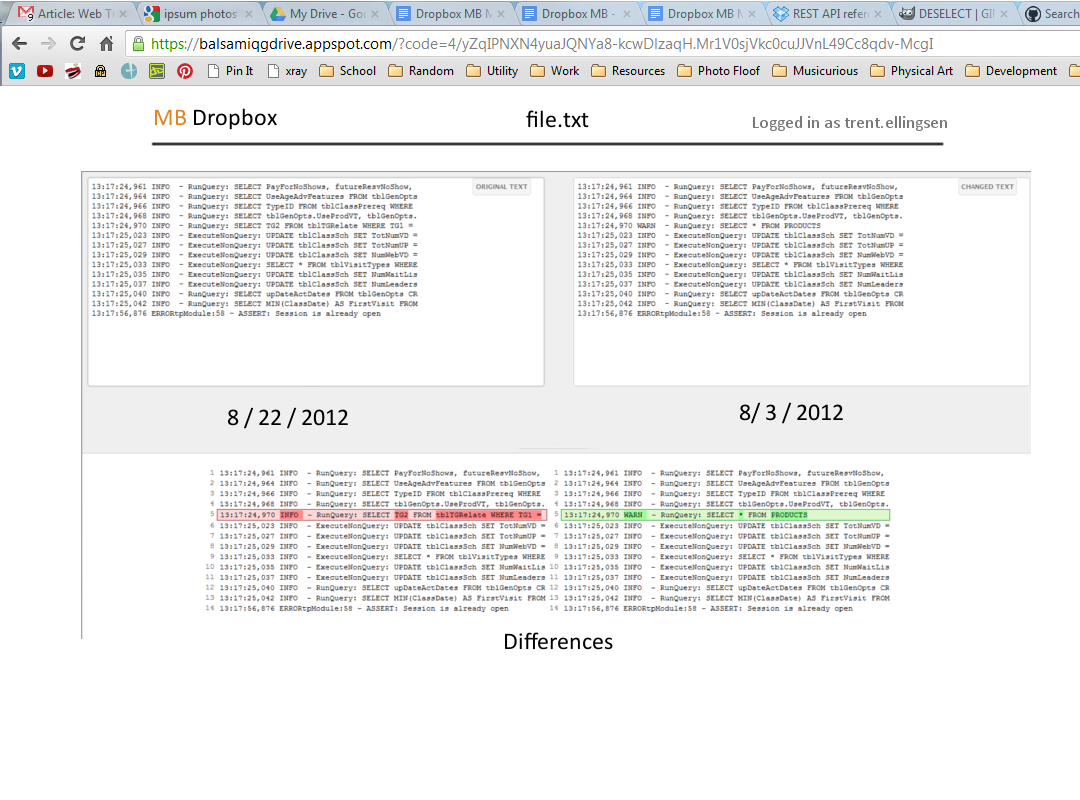 Article: Web T
ipsum photos
My Drive - Goo
Dropbox MB M
Dropbox MB -
Dropbox MB M
REST API refer
DESELECT | GI
Search
https://balsamiqgdrive.appspot.com/?code=4/yZqIPNXN4yuaJQNYa8-kcwDIzaqH.Mr1V0sjVkc0cuJJVnL49Cc8qdv-McgI
Pin It
xray
School
Random
Utility
Work
Resources
Photo Floof
Musicurious
Physical Art
Development
MB Dropbox
file.txt
Logged in as trent.ellingsen
ORIGINAL TEXT
13:17:24,961 INFO - RunQuery: SELECT PayForNoShows, futureResvNoShow,
13:17:24,964 INFO - RunQuery: SELECT UseAgeAdvFeatures FROM tblGenOpts
13:17:24,966 INFO - RunQuery: SELECT TypeID FROM tblClassPrereq WHERE
13:17:24,968 INFO - RunQuery: SELECT tblGenOpts.UseProdVT, tblGenOpts.
13:17:24,970 INFO - RunQuery: SELECT TG2 FROM tblTGRelate WHERE TG1 =
13:17:25,023 INFO - ExecuteNonQuery: UPDATE tblClassSch SET TotNumVD =
13:17:25,027 INFO - ExecuteNonQuery: UPDATE tblClassSch SET TotNumUP =
13:17:25,029 INFO - ExecuteNonQuery: UPDATE tblClassSch SET NumWebVD =
13:17:25,033 INFO - ExecuteNonQuery: SELECT * FROM tblVisitTypes WHERE
13:17:25,035 INFO - ExecuteNonQuery: UPDATE tblClassSch SET NumWaitLis
13:17:25,037 INFO - ExecuteNonQuery: UPDATE tblClassSch SET NumLeaders
13:17:25,040 INFO - RunQuery: SELECT upDateActDates FROM tblGenOpts CR
13:17:25,042 INFO - RunQuery: SELECT MIN(ClassDate) AS FirstVisit FROM
13:17:56,876 ERRORtpModule:58 - ASSERT: Session is already open
8 / 22 / 2012
CHANGED TEXT
13:17:24,961 INFO - RunQuery: SELECT PayForNoShows, futureResvNoShow,
13:17:24,964 INFO - RunQuery: SELECT UseAgeAdvFeatures FROM tblGenOpts
13:17:24,966 INFO - RunQuery: SELECT TypeID FROM tblClassPrereq WHERE
13:17:24,968 INFO - RunQuery: SELECT tblGenOpts.UseProdVT, tblGenOpts.
13:17:24,970 WARN - RunQuery: SELECT * FROM PRODUCTS
13:17:25,023 INFO - ExecuteNonQuery: UPDATE tblClassSch SET TotNumVD =
13:17:25,027 INFO - ExecuteNonQuery: UPDATE tblClassSch SET TotNumUP =
13:17:25,029 INFO - ExecuteNonQuery: UPDATE tblClassSch SET NumWebVD =
13:17:25,033 INFO - ExecuteNonQuery: SELECT * FROM tblVisitTypes WHERE
13:17:25,035 INFO - ExecuteNonQuery: UPDATE tblClassSch SET NumWaitLis
13:17:25,037 INFO - ExecuteNonQuery: UPDATE tblClassSch SET NumLeaders
13:17:25,040 INFO - RunQuery: SELECT upDateActDates FROM tblGenOpts CR
13:17:25,042 INFO - RunQuery: SELECT MIN(ClassDate) AS FirstVisit FROM
13:17:56,876 ERRORtpModule:58 - ASSERT: Session is already open
8/ 3 / 2012
1 13:17:24,961 INFO - RunQuery: SELECT PayForNoShows, futureResvNoShow,
2 13:17:24,964 INFO - RunQuery: SELECT UseAgeAdvFeatures FROM tblGenOpts
3 13:17:24,966 INFO - RunQuery: SELECT TypeID FROM tblClassPrereq WHERE
4 13:17:24,968 INFO - RunQuery: SELECT tblGenOpts.UseProdVT, tblGenOpts.
5 13:17:24,970 INFO - RunQuery: SELECT TG2 FROM tblTGRelate WHERE TG1 =
6 13:17:25,023 INFO - ExecuteNonQuery: UPDATE tblClassSch SET TotNumVD =
7 13:17:25,027 INFO - ExecuteNonQuery: UPDATE tblClassSch SET TotNumUP =
8 13:17:25,029 INFO - ExecuteNonQuery: UPDATE tblClassSch SET NumWebVD =
9 13:17:25,033 INFO - ExecuteNonQuery: SELECT * FROM tblVisitTypes WHERE
10 13:17:25,035 INFO - ExecuteNonQuery: UPDATE tblClassSch SET NumWaitLis
11 13:17:25,037 INFO - ExecuteNonQuery: UPDATE tblClassSch SET NumLeaders
12 13:17:25,040 INFO - RunQuery: SELECT upDateActDates FROM tblGenOpts CR
13 13:17:25,042 INFO - RunQuery: SELECT MIN(ClassDate) AS FirstVisit FROM
14 13:17:56,876 ERRORtpModule:58 - ASSERT: Session is already open
1 13:17:24,961 INFO - RunQuery: SELECT PayForNoShows, futureResvNoShow,
2 13:17:24,964 INFO - RunQuery: SELECT UseAgeAdvFeatures FROM tblGenOpts
3 13:17:24,966 INFO - RunQuery: SELECT TypeID FROM tblClassPrereq WHERE
4 13:17:24,968 INFO - RunQuery: SELECT tblGenOpts.UseProdVT, tblGenOpts.
5 13:17:24,970 WARN - RunQuery: SELECT * FROM PRODUCTS
6 13:17:25,023 INFO - ExecuteNonQuery: UPDATE tblClassSch SET TotNumVD =
7 13:17:25,027 INFO - ExecuteNonQuery: UPDATE tblClassSch SET TotNumUP =
8 13:17:25,029 INFO - ExecuteNonQuery: UPDATE tblClassSch SET NumWebVD =
9 13:17:25,033 INFO - ExecuteNonQuery: SELECT * FROM tblVisitTypes WHERE
10 13:17:25,035 INFO - ExecuteNonQuery: UPDATE tblClassSch SET NumWaitLis
11 13:17:25,037 INFO - ExecuteNonQuery: UPDATE tblClassSch SET NumLeaders
12 13:17:25,040 INFO - RunQuery: SELECT upDateActDates FROM tblGenOpts CR
13 13:17:25,042 INFO - RunQuery: SELECT MIN(ClassDate) AS FirstVisit FROM
14 13:17:56,876 ERRORtpModule:58 - ASSERT: Session is already open
Differences